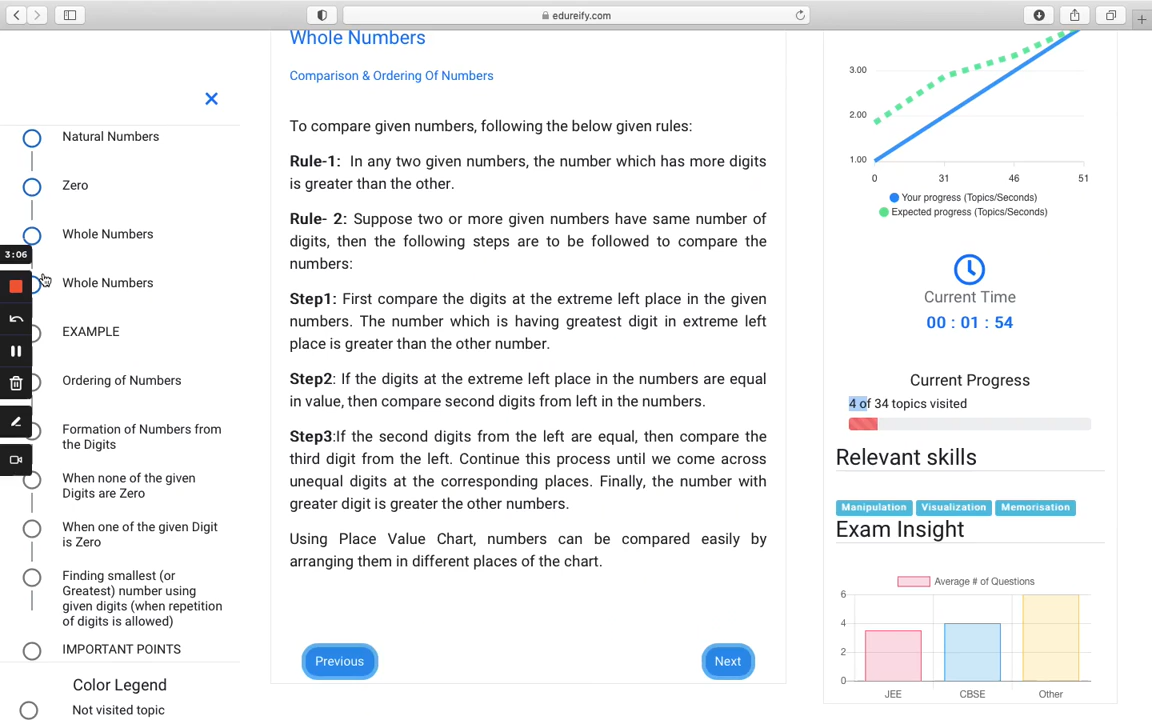 edureify.com
Natural Numbers
Zero
Whole Numbers
3:06
Whole Numbers
EXAMPLE
Ordering of Numbers
Formation of Numbers from
the Digits
When none of the given
Digits are Zero
When one of the given Digit
is Zero
Finding smallest (or
Greatest) number using
given digits (when repetition
of digits is allowed)
IMPORTANT POINTS
Color Legend
Not visited topic
Whole Numbers
Comparison & Ordering Of Numbers
To compare given numbers, following the below given rules:
Rule-1: In any two given numbers, the number which has more digits
is greater than the other.
Rule- 2: Suppose two or more given numbers have same number of
digits, then the following steps are to be followed to compare the
numbers:
Step1: First compare the digits at the extreme left place in the given
numbers. The number which is having greatest digit in extreme left
place is greater than the other number.
Step2: If the digits at the extreme left place in the numbers are equal
in value, then compare second digits from left in the numbers.
Step3:If the second digits from the left are equal, then compare the
third digit from the left. Continue this process until we come across
unequal digits at the corresponding places. Finally, the number with
greater digit is greater the other numbers.
Using Place Value Chart, numbers can be compared easily by
arranging them in different places of the chart.
Previous
Next
3.00
2.00
1.00
0 31 46 51
Your progress (Topics/Seconds)
Expected progress (Topics/Seconds)
Current Time
00 : 01 : 54
Current Progress
4 of 34 topics visited
Relevant skills
Manipulation Visualization Memorisation
Exam Insight
Average # of Questions
6
4
2
0
JEE CBSE Other